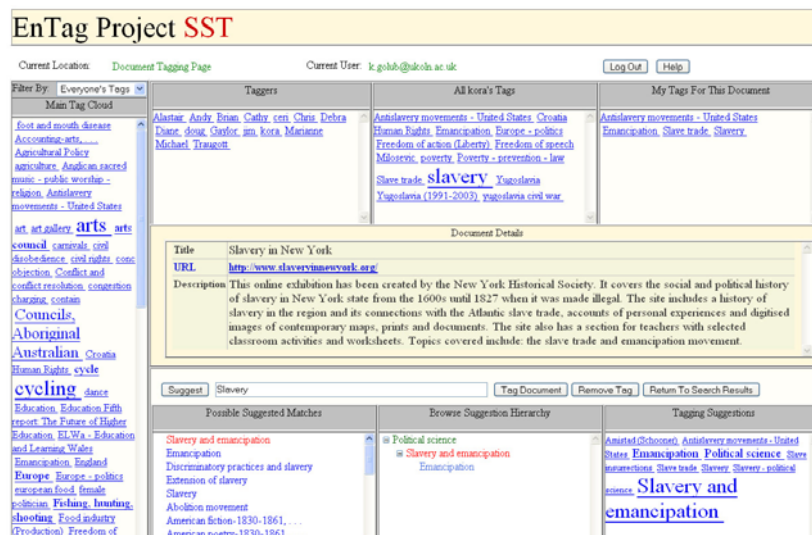 EnTag Project SST
Current Location: Document Tagging Page Current User: k.golub@ukoln.ac.uk Log Out Help
Filter By: Everyone's Tags
Main Tag Cloud
foot and mouth disease
Accounting-arts, . . .
Agricultural Policy
agriculture Anglican sacred
music - public worship -
religion Antislavery
movements - United States
art art gallery arts arts
council carnivals civil
disobedience civil rights conc
objection Conflict and
conflict resolution congestion
charging contain
Councils,
Aboriginal
Australian Croatia
Human Rights cycle
cycling dance
Education Education Fifth
report: The Future of Higher
Education ELWa - Education
and Learning Wales
Emancipation England
Europe Europe - politics
european food female
politician Fishing, hunting,
shooting Food industry
(Production) Freedom of
Taggers
Alastair Andy Brian Cathy ceri Chris Debra
Diane doug Gaylor jim kora Marianne
Michael Traugott
All kora's Tags
Antislavery movements - United States Croatia
Human Rights Emancipation Europe - politics
Freedom of action (Liberty) Freedom of speech
Milosevic poverty Poverty - prevention - law
Slave trade slavery Yugoslavia
Yugoslavia (1991-2003) yugoslavia civil war
My Tags For This Document
Antislavery movements - United States
Emancipation Slave trade Slavery
Document Details
Title Slavery in New York
URL http://www.slaveryinnewyork.org/
Description This online exhibition has been created by the New York Historical Society. It covers the social and political history
of slavery in New York state from the 1600s until 1827 when it was made illegal. The site includes a history of
slavery in the region and its connections with the Atlantic slave trade, accounts of personal experiences and digitised
images of contemporary maps, prints and documents. The site also has a section for teachers with selected
classroom activities and worksheets. Topics covered include: the slave trade and emancipation movement.
Suggest Slavery Tag Document Remove Tag Return To Search Results
Possible Suggested Matches
Slavery and emancipation
Emancipation
Discriminatory practices and slavery
Extension of slavery
Slavery
Abolition movement
American fiction-1830-1861, . . .
American poetry-1830-1861
Browse Suggestion Hierarchy
Political science
Slavery and emancipation
Emancipation
Tagging Suggestions
Amistad (Schooner) Antislavery movements - United
States Emancipation Political science Slave
insurrections Slave trade Slavery Slavery - political
science Slavery and
emancipation